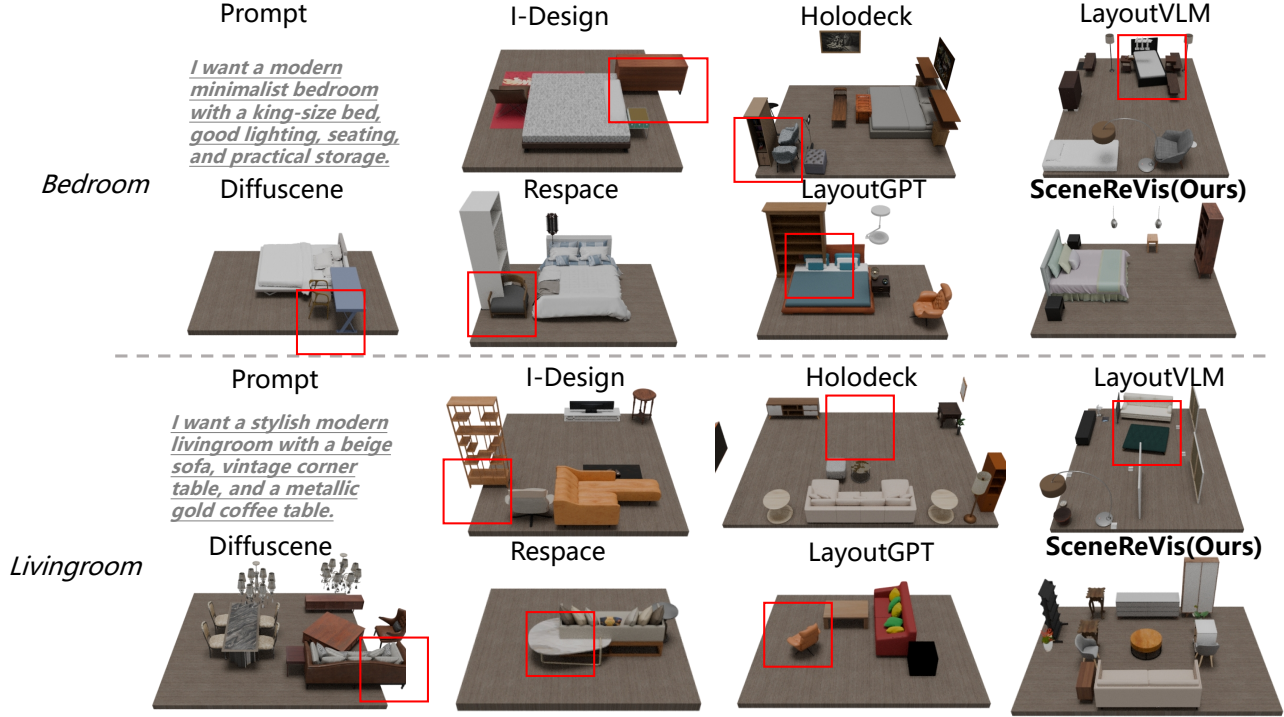 Prompt
I-Design
Holodeck
LayoutVLM
I want a modern
minimalist bedroom
with a king-size bed,
good lighting, seating,
and practical storage.
Bedroom
Diffuscene
Respace
LayoutGPT
SceneReVis(Ours)
Prompt
I-Design
Holodeck
LayoutVLM
I want a stylish modern
livingroom with a beige
sofa, vintage corner
table, and a metallic
gold coffee table.
Livingroom
Diffuscene
Respace
LayoutGPT
SceneReVis(Ours)